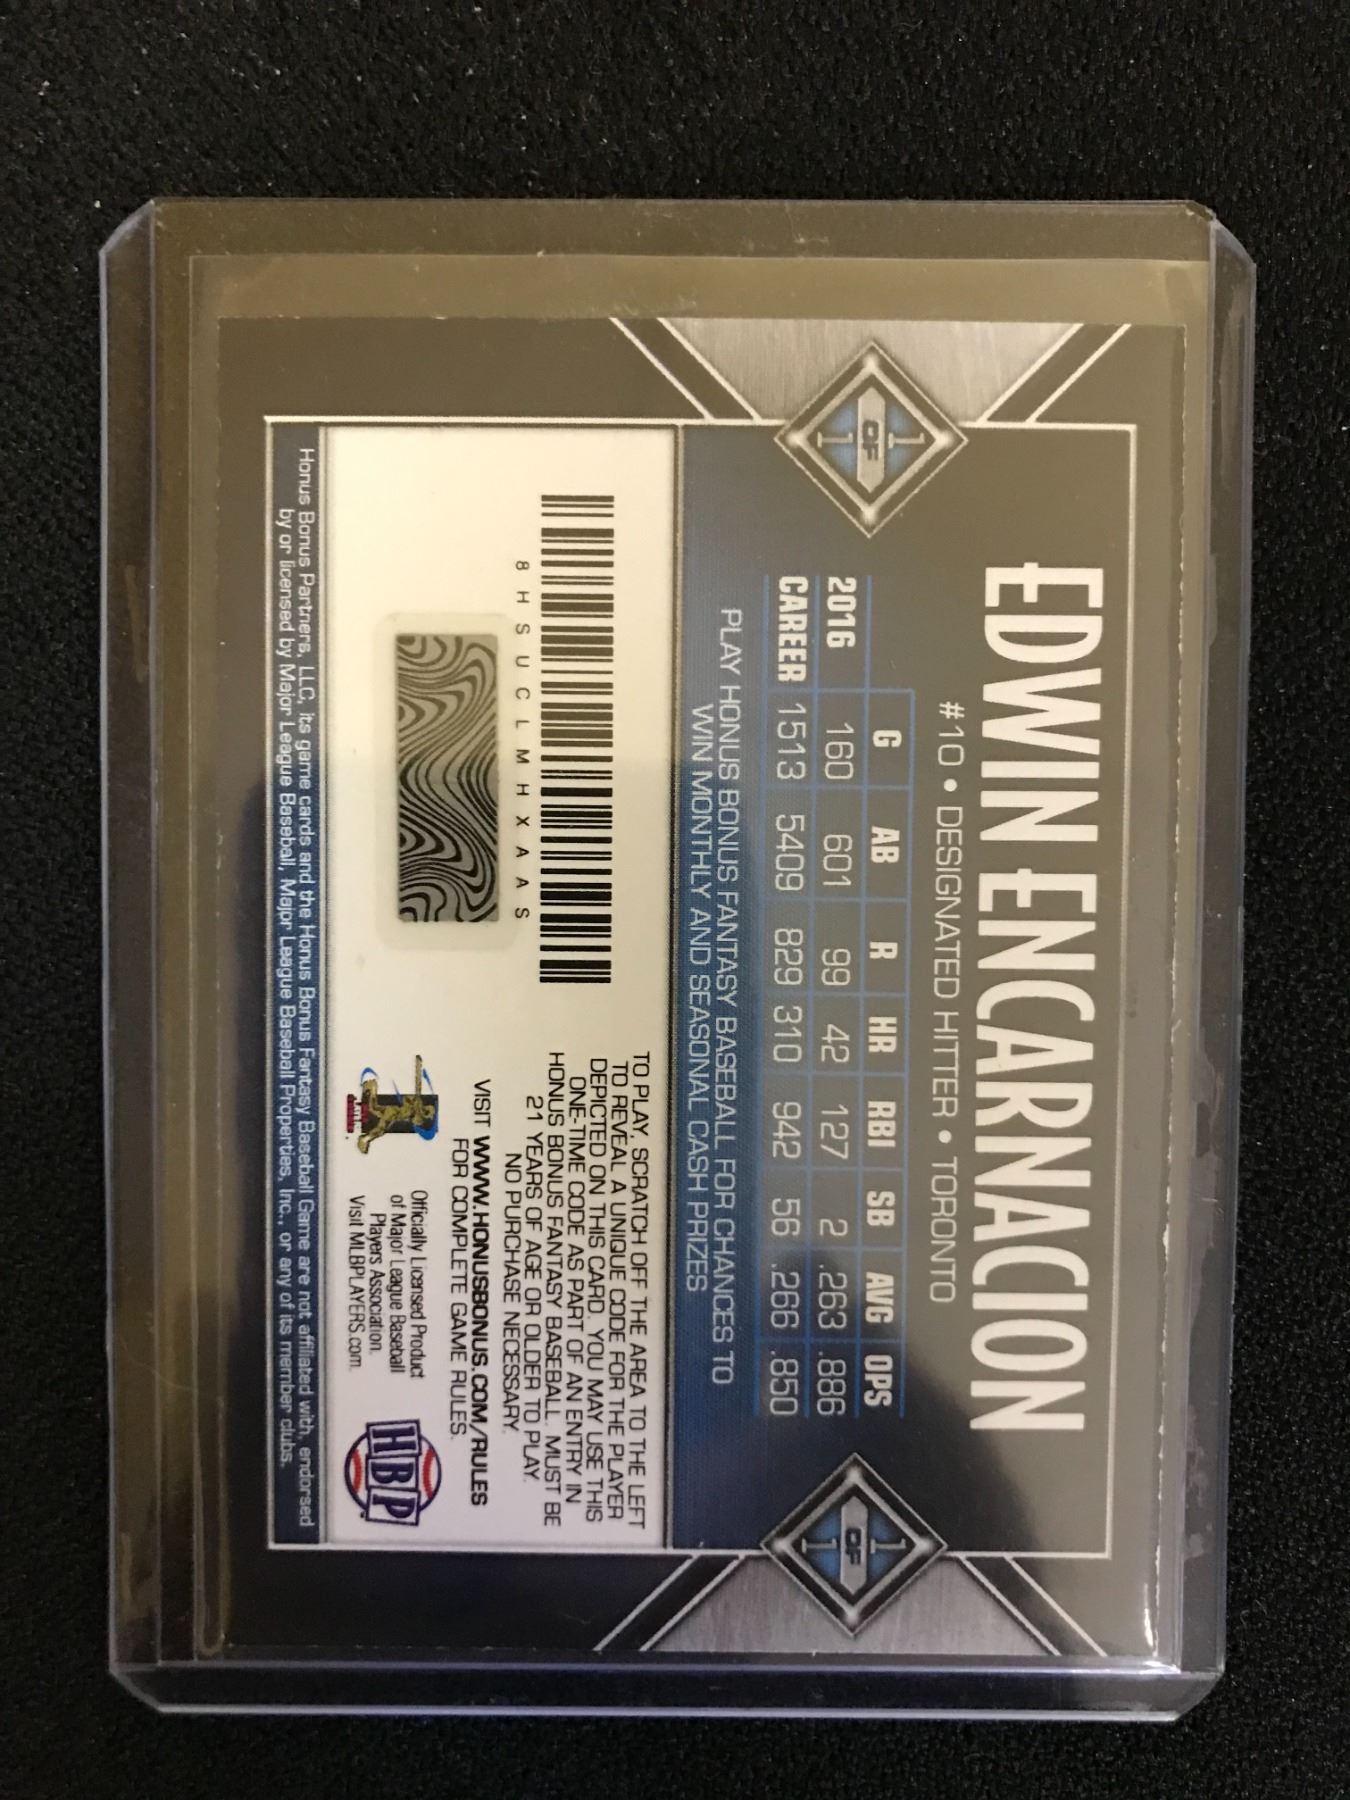 EDWIN ENCARNACION
#10 • DESIGNATED HITTER • TORONTO
1 OF 1
1 OF 1
G AB R HR RBI SB AVG OPS
2016 160 601 99 42 127 2 .263 .886
CAREER 1513 5409 829 310 942 56 .266 .850
PLAY HONUS BONUS FANTASY BASEBALL FOR CHANCES TO
WIN MONTHLY AND SEASONAL CASH PRIZES
8HSUCLMHXAAS
TO PLAY, SCRATCH OFF THE AREA TO THE LEFT
TO REVEAL A UNIQUE CODE FOR THE PLAYER
DEPICTED ON THIS CARD. YOU MAY USE THIS
ONE-TIME CODE AS PART OF AN ENTRY IN
HONUS BONUS FANTASY BASEBALL. MUST BE
21 YEARS OF AGE OR OLDER TO PLAY.
NO PURCHASE NECESSARY.
VISIT WWW.HONUSBONUS.COM/RULES
FOR COMPLETE GAME RULES.
Officially Licensed Product
of Major League Baseball
Players Association.
Visit MLBPLAYERS.com.
HBP
Honus Bonus Partners, LLC, its game cards and the Honus Bonus Fantasy Baseball Game are not affiliated with, endorsed
by or licensed by Major League Baseball, Major League Baseball Properties, Inc., or any of its member clubs.